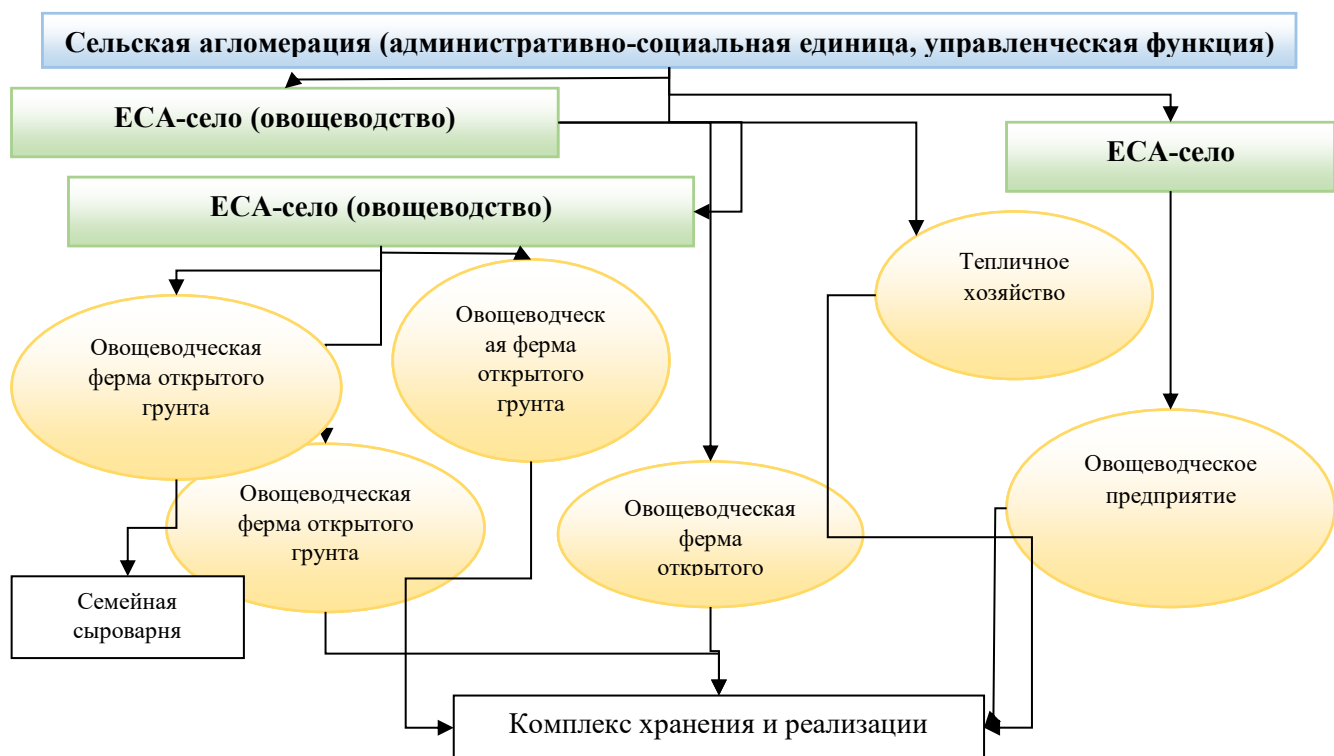 Сельская агломерация (административно-социальная единица, управленческая функция)
ЕСА-село (овощеводство)
ЕСА-село
ЕСА-село (овощеводство)
Тепличное
хозяйство
Овощеводческ
ая ферма
открытого
грунта
Овощеводческая
ферма открытого
грунта
Овощеводческое
предприятие
Овощеводческая
ферма открытого
грунта
Овощеводческая
ферма
открытого
Семейная
сыроварня
Комплекс хранения и реализации